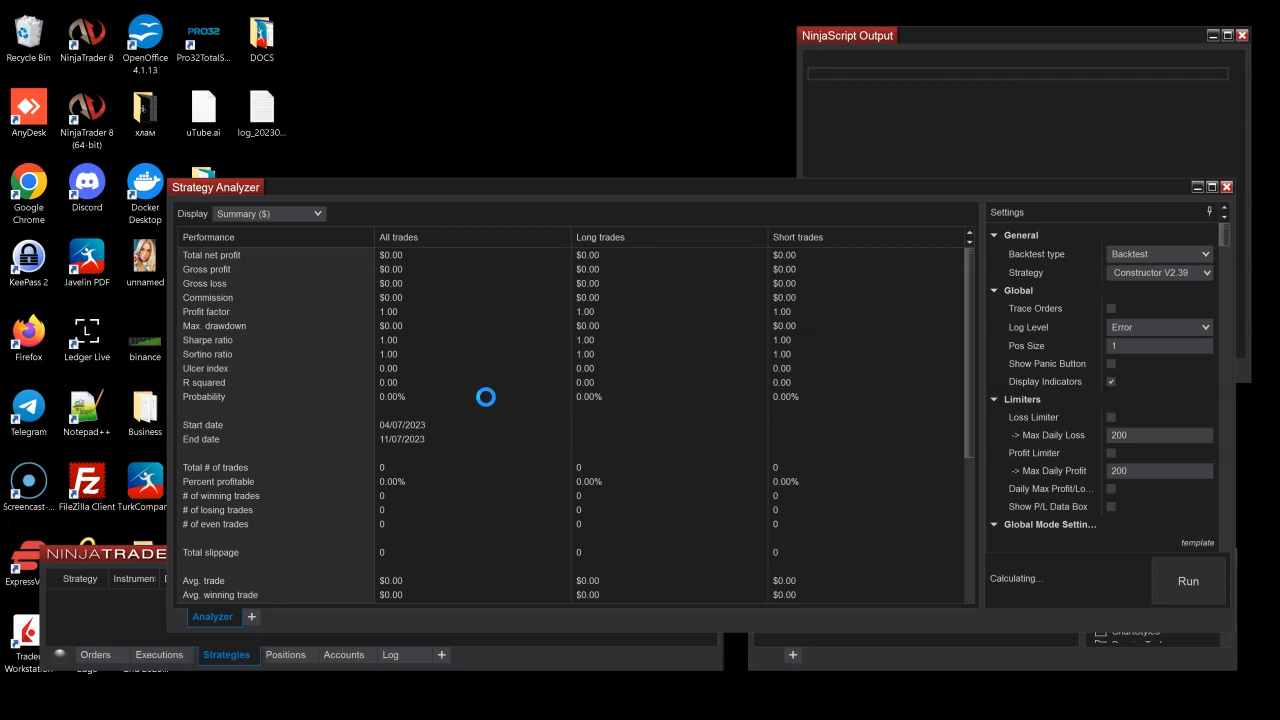 Recycle Bin
NinjaTrader 8
OpenOffice 4.1.13
PRO32
Pro32TotalS...
DOCS
AnyDesk
NinjaTrader 8 (64-bit)
хлам
uTube.ai
log_20230...
Google Chrome
Discord
Docker Desktop
KeePass 2
Javelin PDF
unnamed
Firefox
Ledger Live
binance
Telegram
Notepad++
Business
Screencast-...
FileZilla Client
TurkCompan
ExpressV
Trader Workstation
NinjaScript Output
Strategy Analyzer
Display Summary ($)
Performance All trades Long trades Short trades
Total net profit $0.00 $0.00 $0.00
Gross profit $0.00 $0.00 $0.00
Gross loss $0.00 $0.00 $0.00
Commission $0.00 $0.00 $0.00
Profit factor 1.00 1.00 1.00
Max. drawdown $0.00 $0.00 $0.00
Sharpe ratio 1.00 1.00 1.00
Sortino ratio 1.00 1.00 1.00
Ulcer index 0.00 0.00 0.00
R squared 0.00 0.00 0.00
Probability 0.00% 0.00% 0.00%
Start date 04/07/2023
End date 11/07/2023
Total # of trades 0 0 0
Percent profitable 0.00% 0.00% 0.00%
# of winning trades 0 0 0
# of losing trades 0 0 0
# of even trades 0 0 0
Total slippage 0 0 0
Avg. trade $0.00 $0.00 $0.00
Avg. winning trade $0.00 $0.00 $0.00
Analyzer +
Settings
General
Backtest type Backtest
Strategy Constructor V2.39
Global
Trace Orders
Log Level Error
Pos Size 1
Show Panic Button
Display Indicators
Limiters
Loss Limiter
-> Max Daily Loss 200
Profit Limiter
-> Max Daily Profit 200
Daily Max Profit/Lo...
Show P/L Data Box
Global Mode Settin...
template
Calculating...
Run
NINJATRADE
Strategy Instrument
Orders Executions Strategies Positions Accounts Log +
+